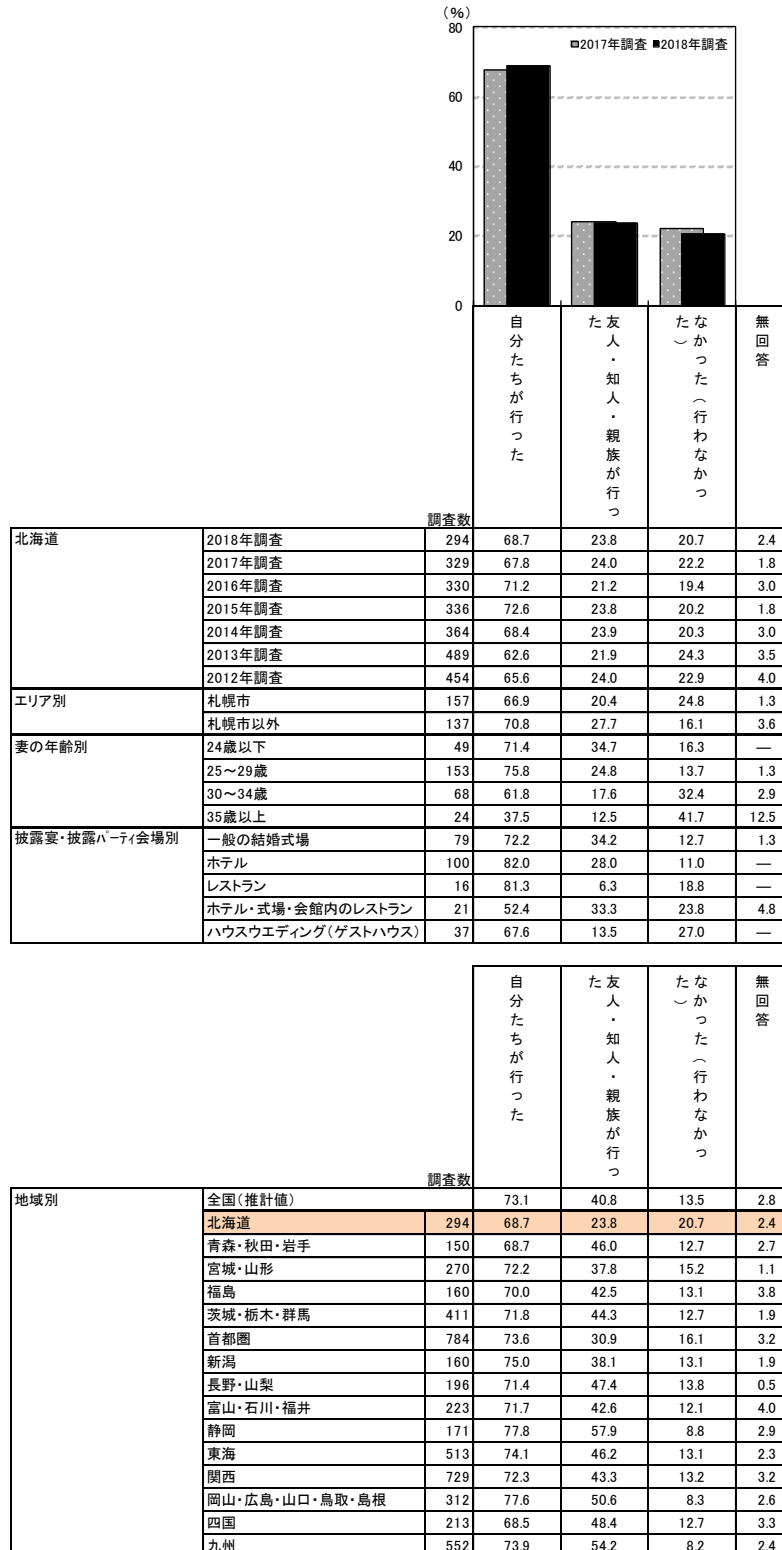 (%)
80
■2017年調査 ■2018年調査
60
40
20
0
自分たちが行った
友人・知人・親族が行った
なかった（行わなかった）
無回答
調査数
北海道 2018年調査 294 68.7 23.8 20.7 2.4
2017年調査 329 67.8 24.0 22.2 1.8
2016年調査 330 71.2 21.2 19.4 3.0
2015年調査 336 72.6 23.8 20.2 1.8
2014年調査 364 68.4 23.9 20.3 3.0
2013年調査 489 62.6 21.9 24.3 3.5
2012年調査 454 65.6 24.0 22.9 4.0
エリア別 札幌市 157 66.9 20.4 24.8 1.3
札幌市以外 137 70.8 27.7 16.1 3.6
妻の年齢別 24歳以下 49 71.4 34.7 16.3 —
25～29歳 153 75.8 24.8 13.7 1.3
30～34歳 68 61.8 17.6 32.4 2.9
35歳以上 24 37.5 12.5 41.7 12.5
披露宴・披露パーティ会場別 一般の結婚式場 79 72.2 34.2 12.7 1.3
ホテル 100 82.0 28.0 11.0 —
レストラン 16 81.3 6.3 18.8 —
ホテル・式場・会館内のレストラン 21 52.4 33.3 23.8 4.8
ハウスウエディング（ゲストハウス） 37 67.6 13.5 27.0 —
自分たちが行った
友人・知人・親族が行った
なかった（行わなかった）
無回答
調査数
地域別 全国（推計値） 73.1 40.8 13.5 2.8
北海道 294 68.7 23.8 20.7 2.4
青森・秋田・岩手 150 68.7 46.0 12.7 2.7
宮城・山形 270 72.2 37.8 15.2 1.1
福島 160 70.0 42.5 13.1 3.8
茨城・栃木・群馬 411 71.8 44.3 12.7 1.9
首都圏 784 73.6 30.9 16.1 3.2
新潟 160 75.0 38.1 13.1 1.9
長野・山梨 196 71.4 47.4 13.8 0.5
富山・石川・福井 223 71.7 42.6 12.1 4.0
静岡 171 77.8 57.9 8.8 2.9
東海 513 74.1 46.2 13.1 2.3
関西 729 72.3 43.3 13.2 3.2
岡山・広島・山口・鳥取・島根 312 77.6 50.6 8.3 2.6
四国 213 68.5 48.4 12.7 3.3
九州 552 73.9 54.2 8.2 2.4